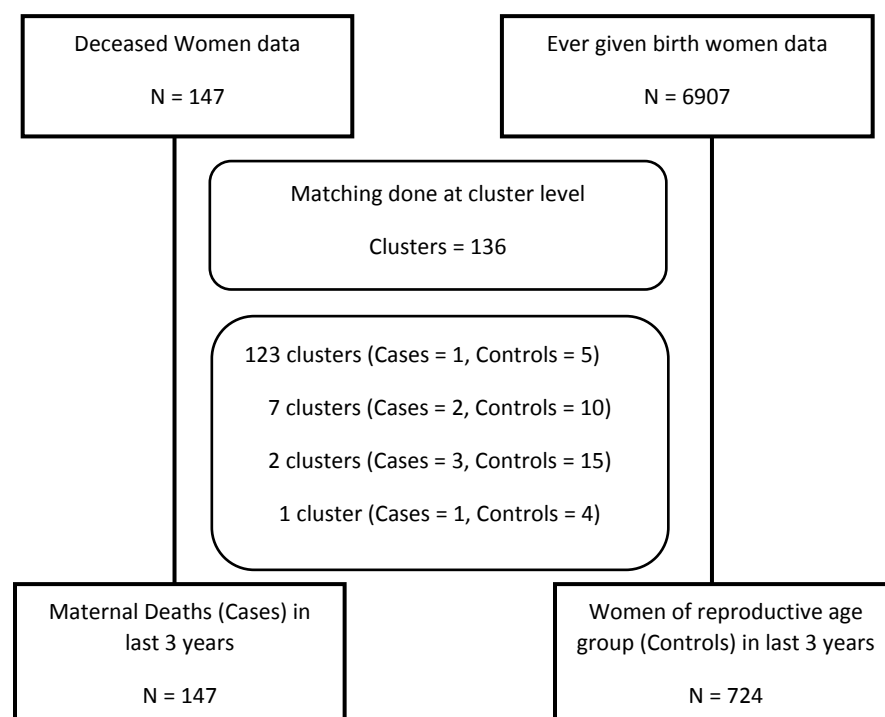 Deceased Women data
N = 147
Ever given birth women data
N = 6907
Matching done at cluster level
Clusters = 136
123 clusters (Cases = 1, Controls = 5)
7 clusters (Cases = 2, Controls = 10)
2 clusters (Cases = 3, Controls = 15)
1 cluster (Cases = 1, Controls = 4)
Maternal Deaths (Cases) in
last 3 years
N = 147
Women of reproductive age
group (Controls) in last 3 years
N = 724